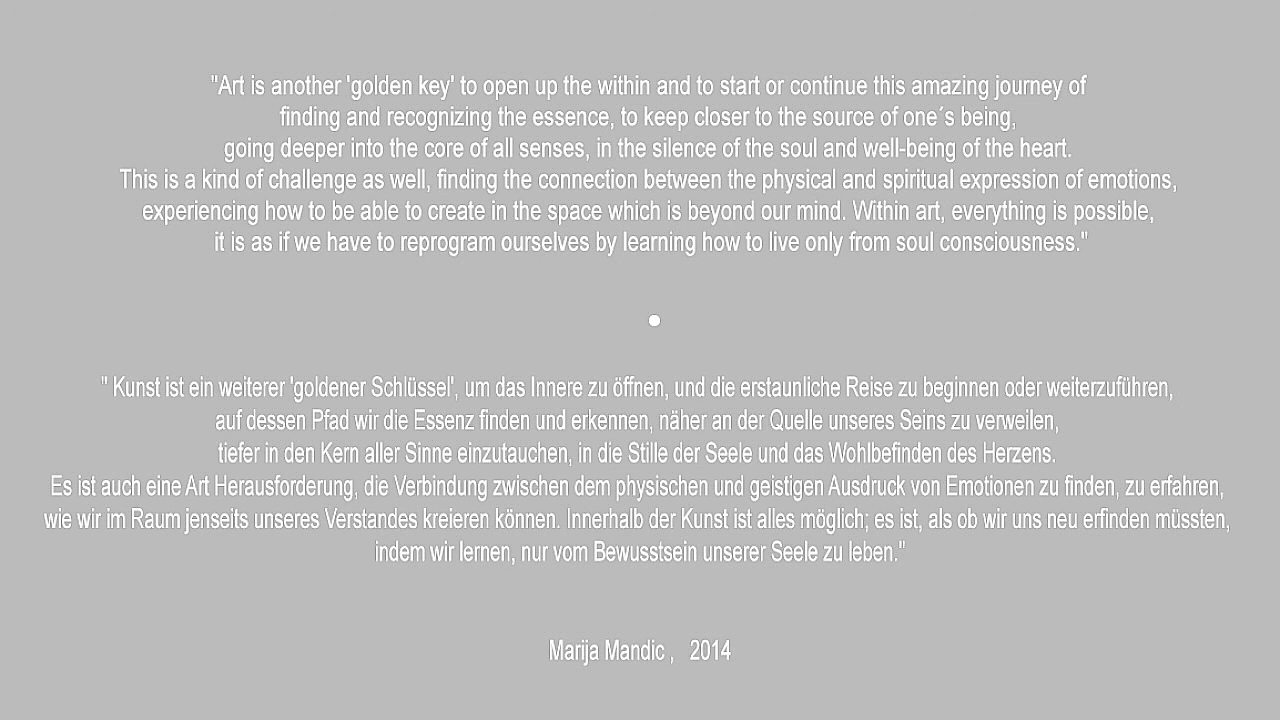 "Art is another 'golden key' to open up the within and to start or continue this amazing journey of
finding and recognizing the essence, to keep closer to the source of one´s being,
going deeper into the core of all senses, in the silence of the soul and well-being of the heart.
This is a kind of challenge as well, finding the connection between the physical and spiritual expression of emotions,
experiencing how to be able to create in the space which is beyond our mind. Within art, everything is possible,
it is as if we have to reprogram ourselves by learning how to live only from soul consciousness."
" Kunst ist ein weiterer 'goldener Schlüssel', um das Innere zu öffnen, und die erstaunliche Reise zu beginnen oder weiterzuführen,
auf dessen Pfad wir die Essenz finden und erkennen, näher an der Quelle unseres Seins zu verweilen,
tiefer in den Kern aller Sinne einzutauchen, in die Stille der Seele und das Wohlbefinden des Herzens.
Es ist auch eine Art Herausforderung, die Verbindung zwischen dem physischen und geistigen Ausdruck von Emotionen zu finden, zu erfahren,
wie wir im Raum jenseits unseres Verstandes kreieren können. Innerhalb der Kunst ist alles möglich; es ist, als ob wir uns neu erfinden müssten,
indem wir lernen, nur vom Bewusstsein unserer Seele zu leben."
Marija Mandic , 2014